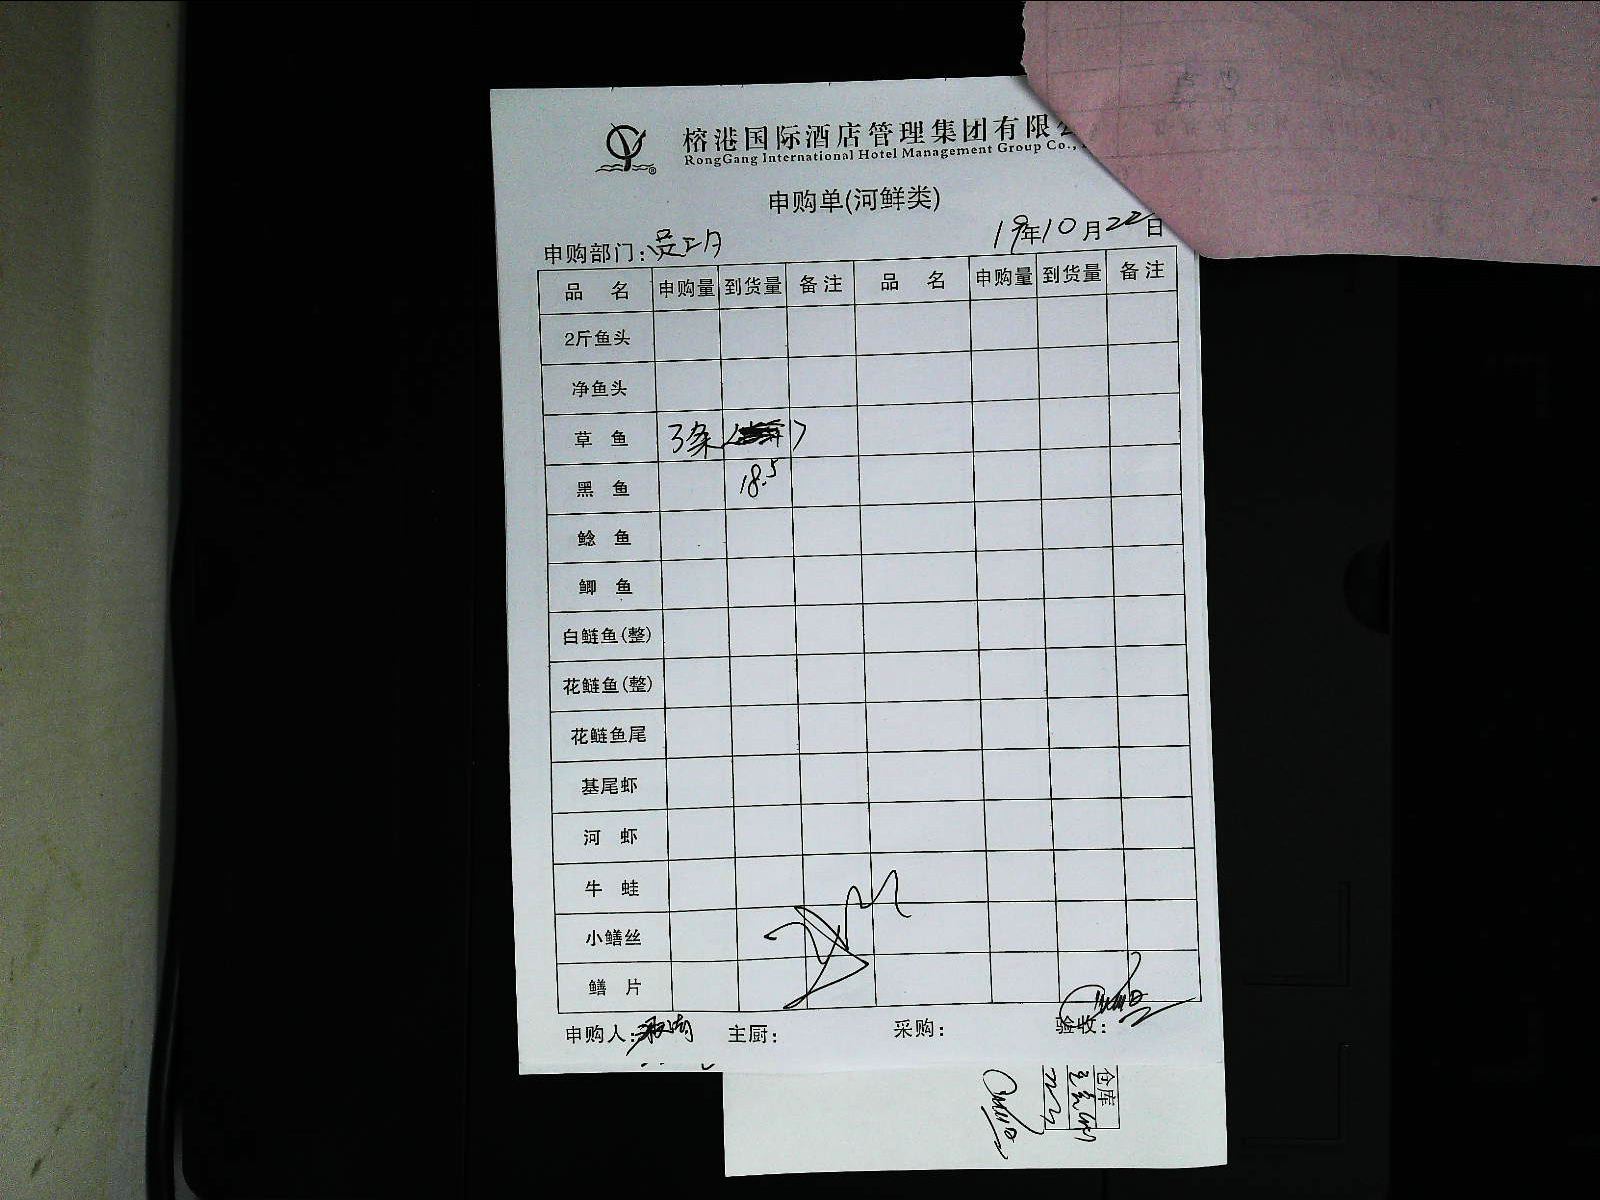 榕港国际酒店管理集团有限
RongGang International Hotel Management Group Co.,
申购单(河鲜类)
申购部门: 19年10月22日
品 名 申购量 到货量 备注 品 名 申购量 到货量 备注
2斤鱼头
净鱼头
草 鱼 3条 ( )
黑 鱼 18.5
鲶 鱼
鲫 鱼
白鲢鱼(整)
花鲢鱼(整)
花鲢鱼尾
基尾虾
河 虾
牛 蛙
小鳝丝
鳝 片
申购人: 主厨: 采购: 验收:
仓库